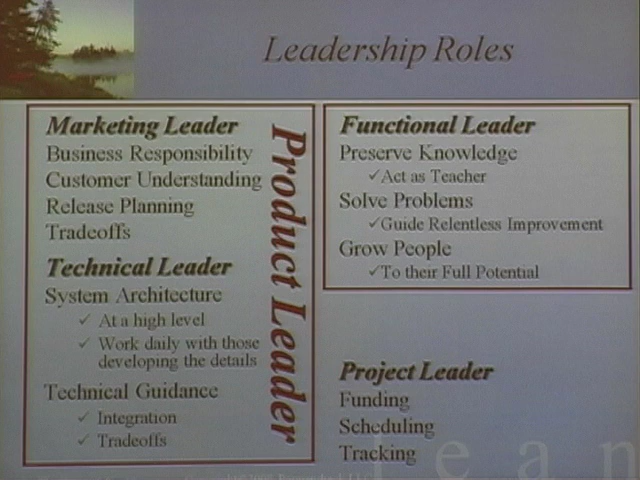 Leadership Roles
Marketing Leader
Business Responsibility
Customer Understanding
Release Planning
Tradeoffs
Technical Leader
System Architecture
✓ At a high level
✓ Work daily with those
developing the details
Technical Guidance
✓ Integration
✓ Tradeoffs
Product Leader
Functional Leader
Preserve Knowledge
✓Act as Teacher
Solve Problems
✓Guide Relentless Improvement
Grow People
✓To their Full Potential
Project Leader
Funding
Scheduling
Tracking
l e a n